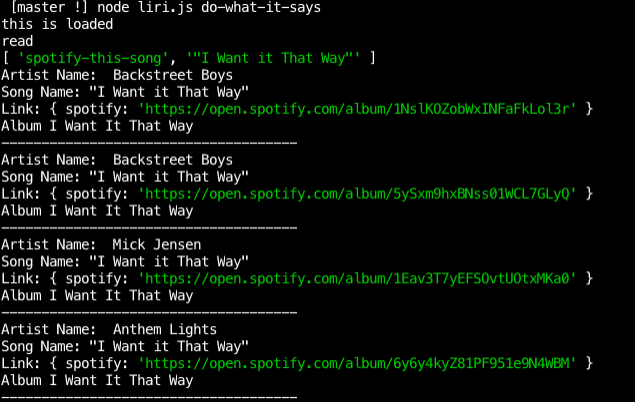 [master !] node liri.js do-what-it-says
this is loaded
read
[ 'spotify-this-song', '"I Want it That Way"' ]
Artist Name:  Backstreet Boys
Song Name: "I Want it That Way"
Link: { spotify: 'https://open.spotify.com/album/1NslKOZobWxINFaFkLol3r' }
Album I Want It That Way
-------------------------------------
Artist Name:  Backstreet Boys
Song Name: "I Want it That Way"
Link: { spotify: 'https://open.spotify.com/album/5ySxm9hxBNss01WCL7GLyQ' }
Album I Want It That Way
-------------------------------------
Artist Name:  Mick Jensen
Song Name: "I Want it That Way"
Link: { spotify: 'https://open.spotify.com/album/1Eav3T7yEFSOvtUOtxMKa0' }
Album I Want It That Way
-------------------------------------
Artist Name:  Anthem Lights
Song Name: "I Want it That Way"
Link: { spotify: 'https://open.spotify.com/album/6y6y4kyZ81PF951e9N4WBM' }
Album I Want It That Way
-------------------------------------